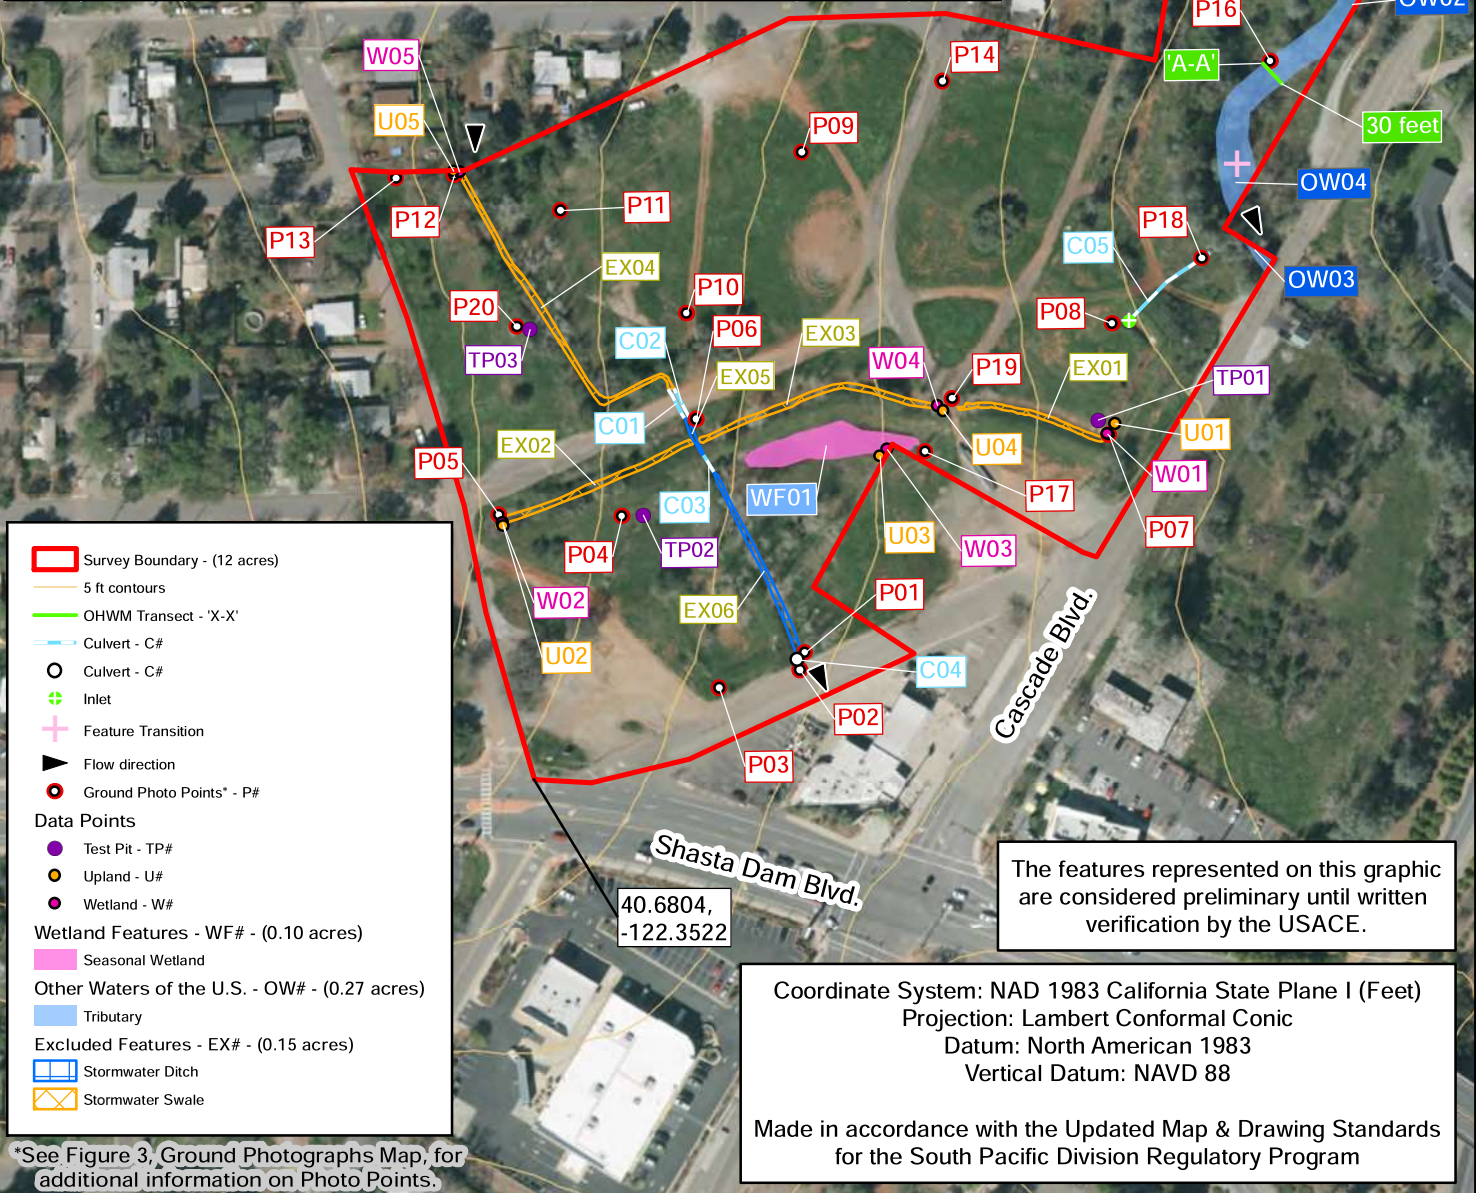 OW02
P16
'A-A'
W05
P14
U05
P09
30 feet
OW04
P12
P11
P18
P13
C05
EX04
OW03
P10
P20
P08
C02
P06
EX03
TP03
W04
P19
EX01
EX05
TP01
C01
EX02
U04
U01
P05
W01
WF01
P17
C03
U03
P07
P04
TP02
W03
P01
W02
EX06
U02
C04
P02
P03
Cascade Blvd.
Shasta Dam Blvd.
40.6804,
-122.3522
Survey Boundary - (12 acres)
5 ft contours
OHWM Transect - 'X-X'
Culvert - C#
Culvert - C#
Inlet
Feature Transition
Flow direction
Ground Photo Points* - P#
Data Points
Test Pit - TP#
Upland - U#
Wetland - W#
Wetland Features - WF# - (0.10 acres)
Seasonal Wetland
Other Waters of the U.S. - OW# - (0.27 acres)
Tributary
Excluded Features - EX# - (0.15 acres)
Stormwater Ditch
Stormwater Swale
*See Figure 3, Ground Photographs Map, for
additional information on Photo Points.
The features represented on this graphic
are considered preliminary until written
verification by the USACE.
Coordinate System: NAD 1983 California State Plane I (Feet)
Projection: Lambert Conformal Conic
Datum: North American 1983
Vertical Datum: NAVD 88
Made in accordance with the Updated Map & Drawing Standards
for the South Pacific Division Regulatory Program